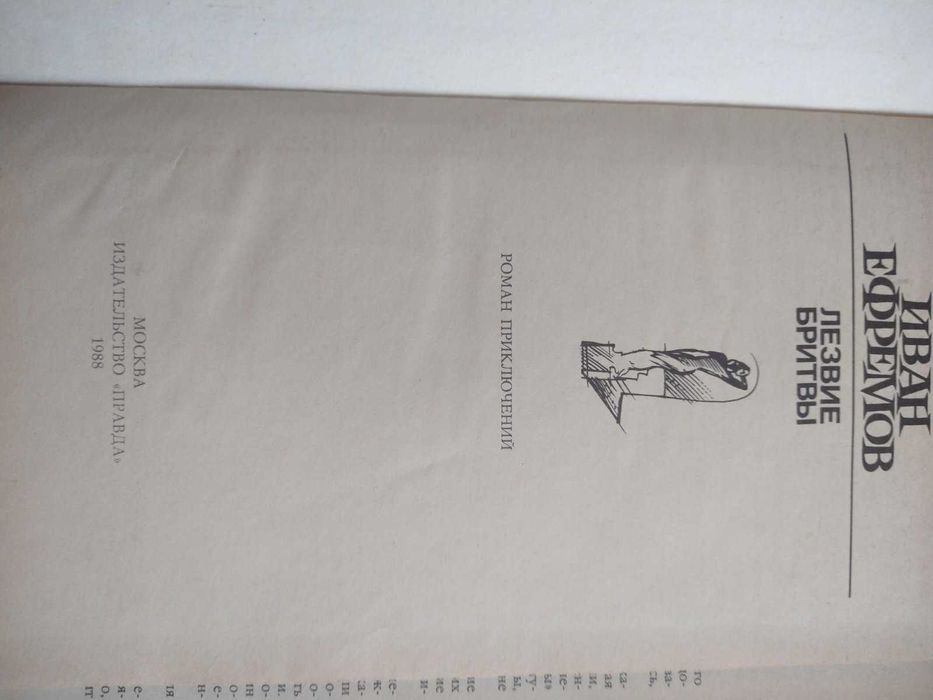 ИВАН
ЕФРЕМОВ
ЛЕЗВИЕ
БРИТВЫ
РОМАН ПРИКЛЮЧЕНИЙ
МОСКВА
ИЗДАТЕЛЬСТВО «ПРАВДА»
1988